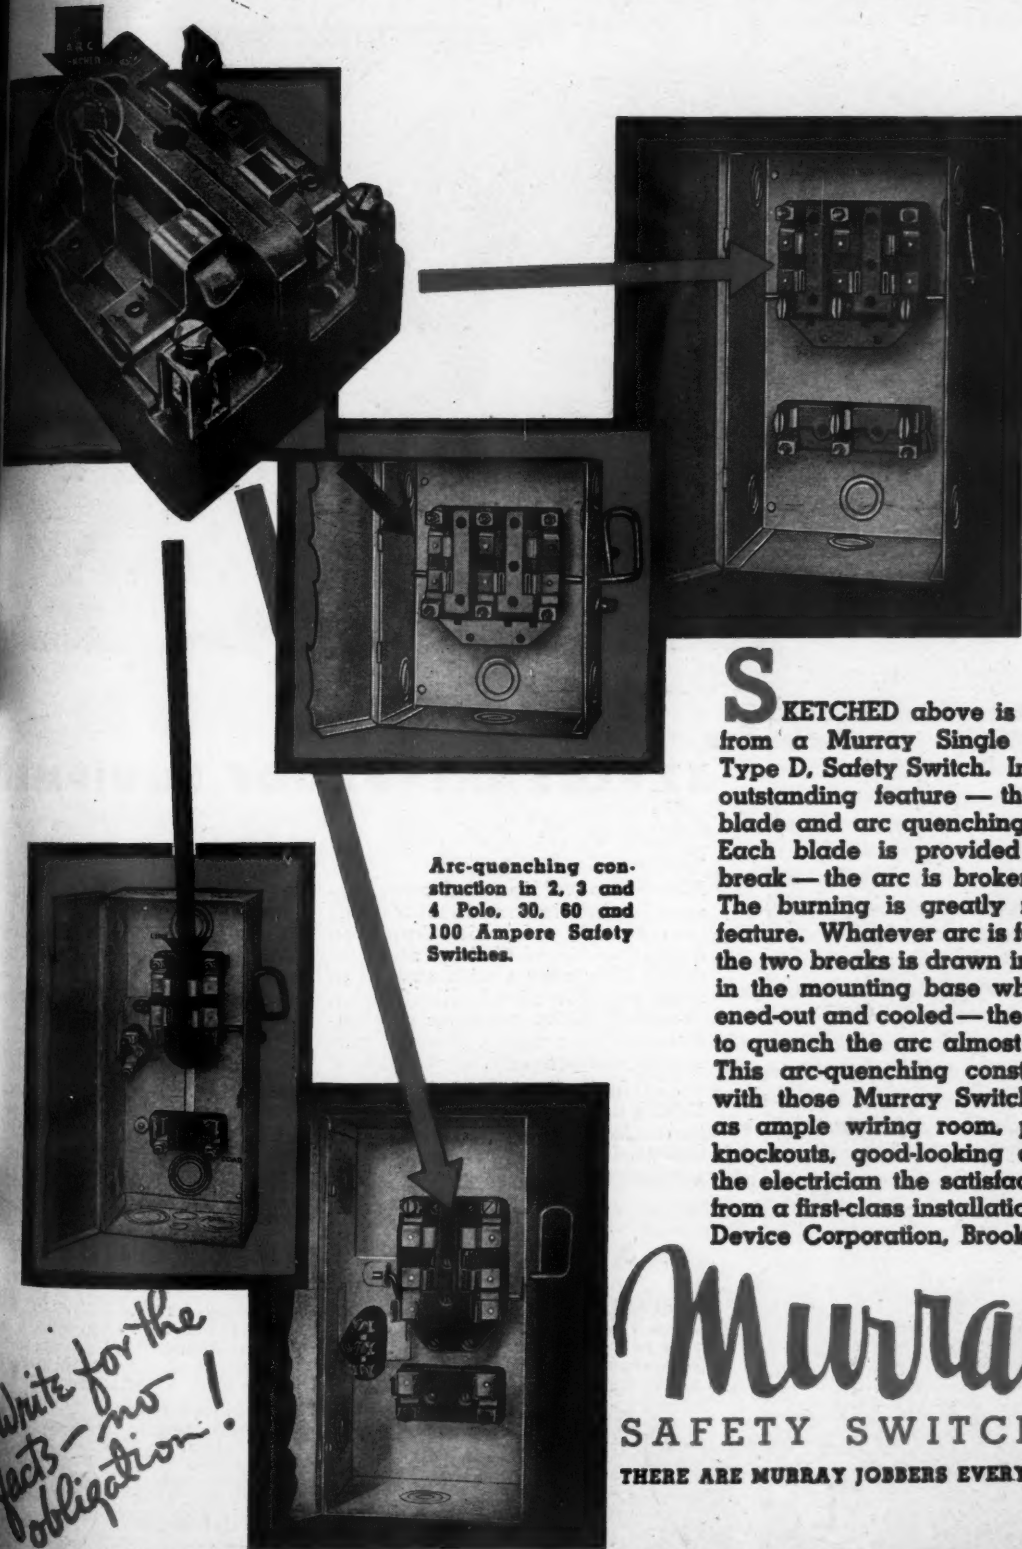 ARC
Arc-quenching con-
struction in 2, 3 and
4 Pole, 30, 60 and
100 Ampere Safety
Switches.
SKETCHED above is
from a Murray Single
Type D, Safety Switch. In
outstanding feature — th
blade and arc quenching
Each blade is provided
break — the arc is broke
The burning is greatly
feature. Whatever arc is f
the two breaks is drawn i
in the mounting base wh
ened-out and cooled — the
to quench the arc almost
This arc-quenching const
with those Murray Switch
as ample wiring room, p
knockouts, good-looking
the electrician the satisfac
from a first-class installatio
Device Corporation, Brook
Write for the
facts — no
obligation!
Murra
SAFETY SWITC
THERE ARE MURRAY JOBBERS EVERY